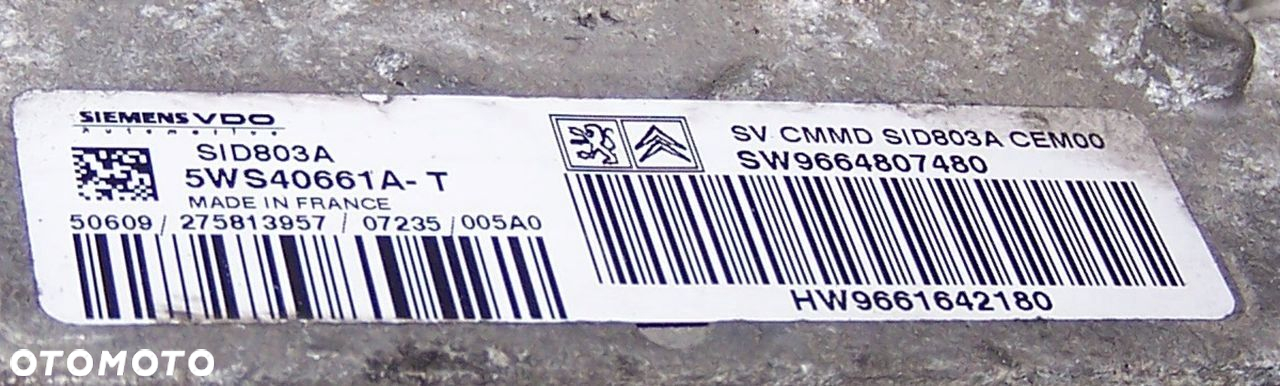 SIEMENS VDO
Automotive
SID803A
5WS40661A-T
MADE IN FRANCE
50609/275813957/07235/005A0
SV CMMD SID803A CEM00
SW9664807480
HW9661642180
OTOMOTO